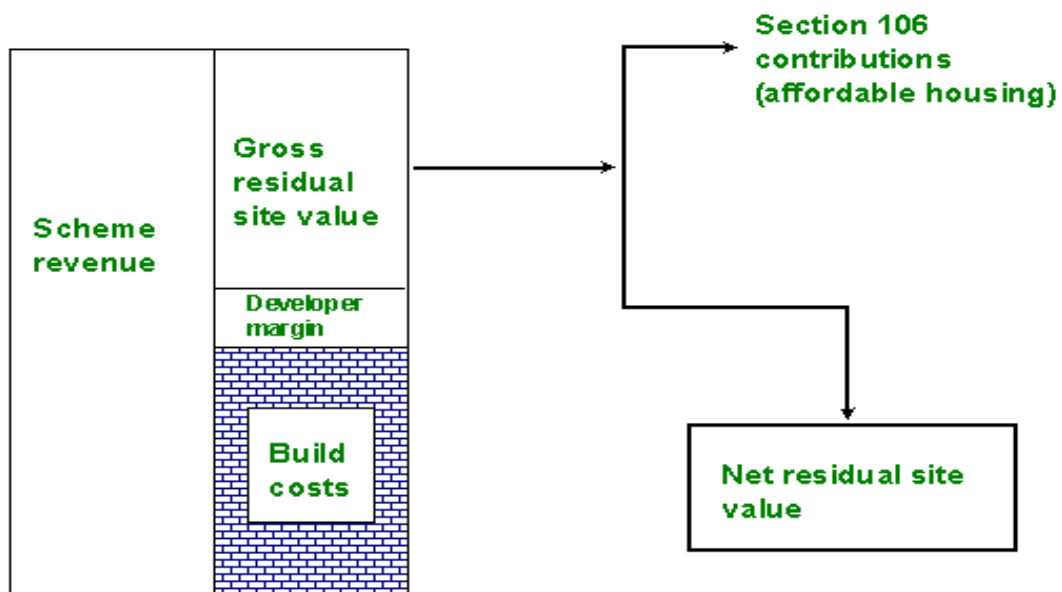 Section 106
contributions
(affordable housing)
Gross
residual
site value
Scheme
revenue
Developer
margin
Build
costs
Net residual site
value